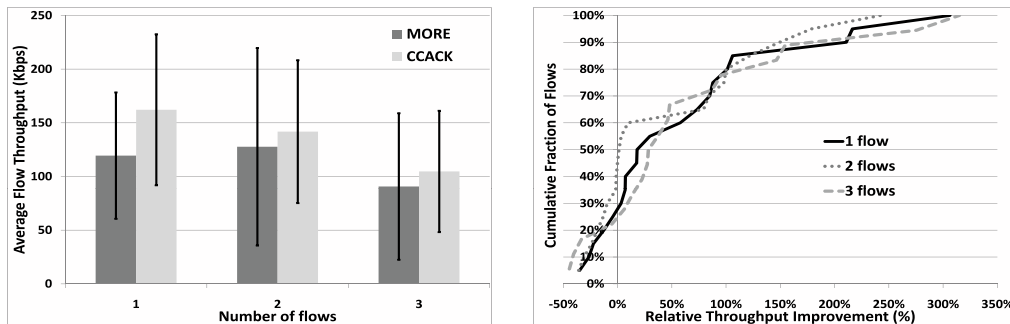 250
200
150
100
50
0
Average Flow Throughput (Kbps)
MORE
CCACK
1 2 3
Number of flows
100%
90%
80%
70%
60%
50%
40%
30%
20%
10%
0%
Cumulative Fraction of Flows
1 flow
2 flows
3 flows
-50% 0% 50% 100% 150% 200% 250% 300% 350%
Relative Throughput Improvement (%)